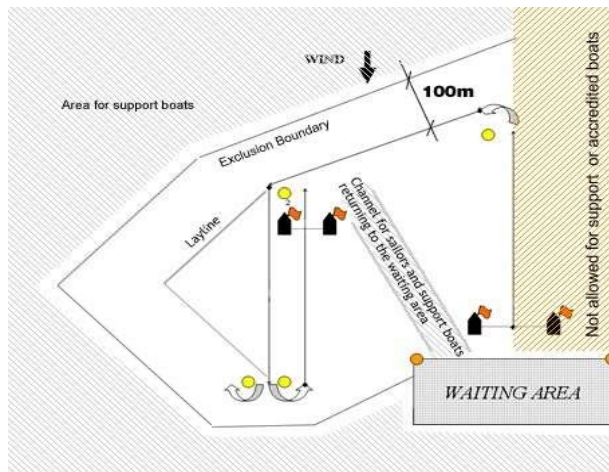 WIND
Area for support boats
100m
Exclusion Boundary
Layline
2
Channel for sailors and support boats
returning to the waiting area
Not allowed for support or accredited boats
WAITING AREA